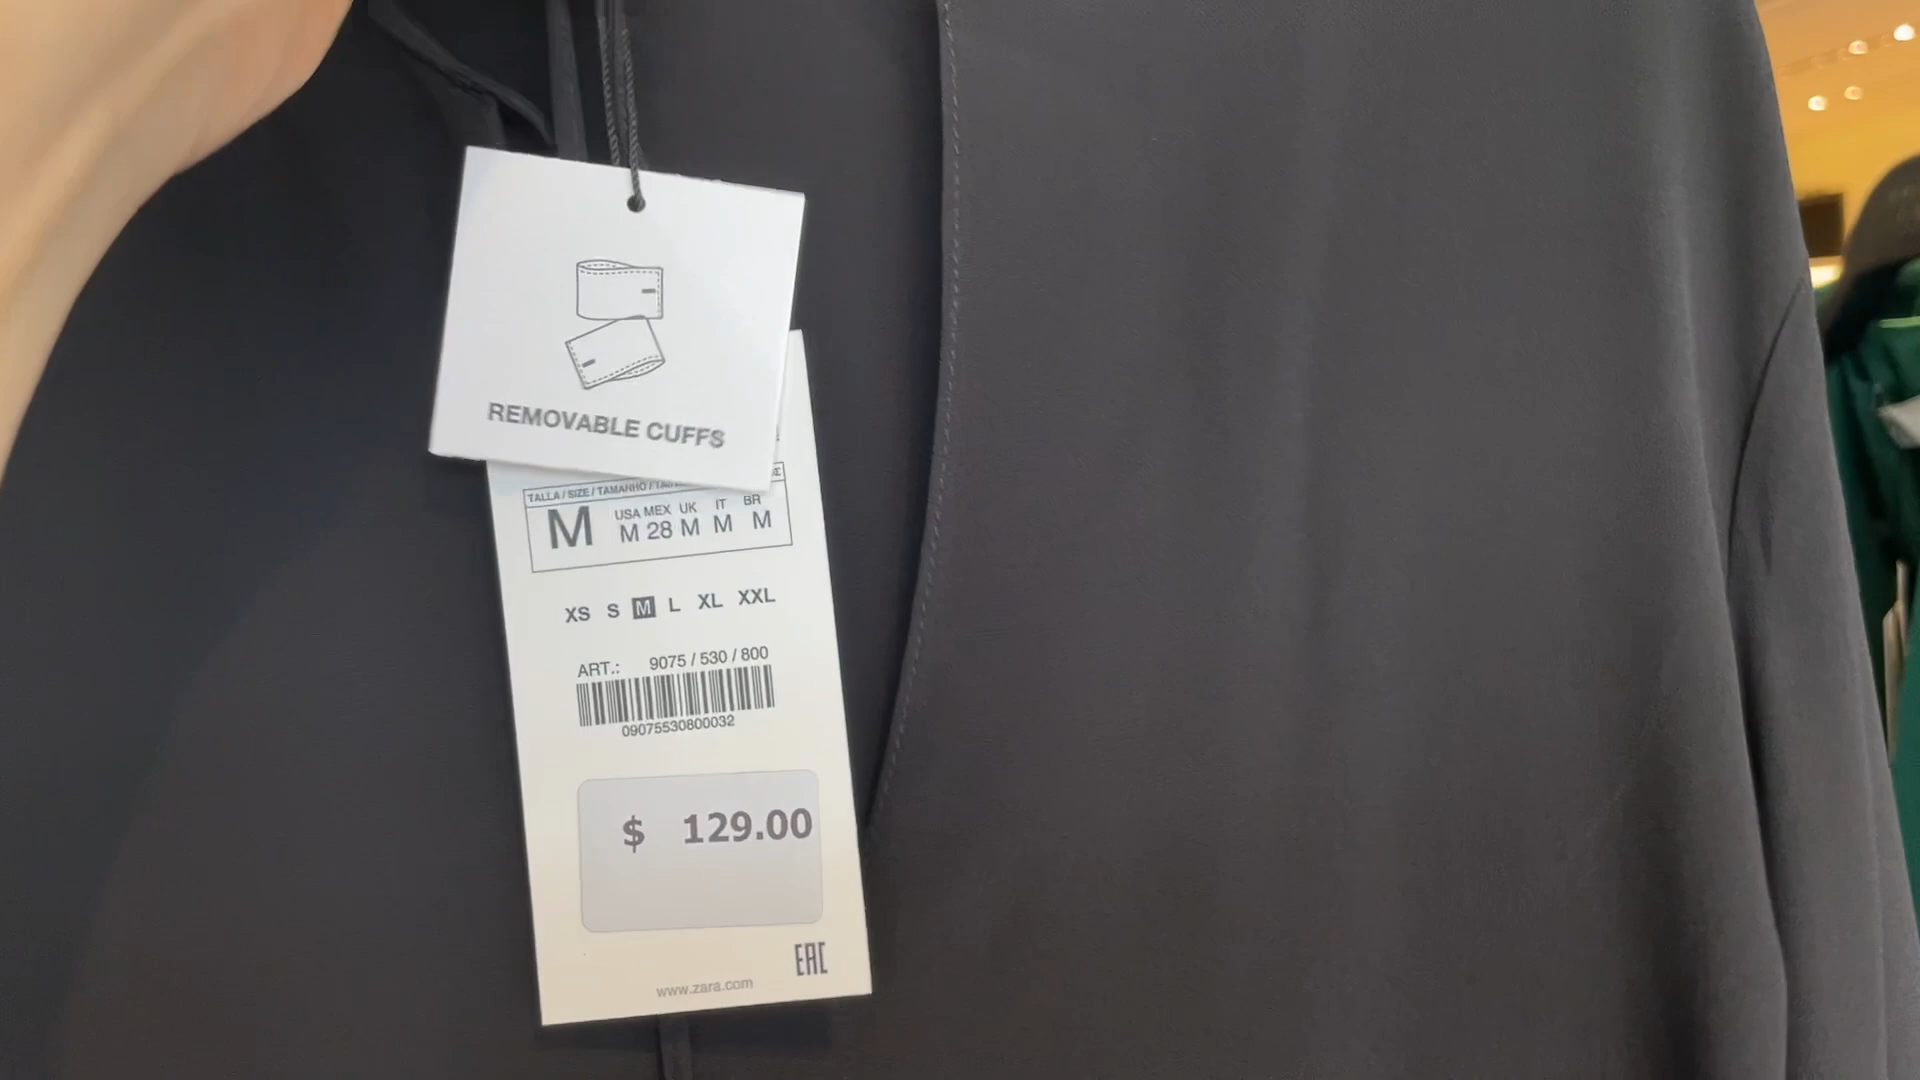 REMOVABLE CUFFS
TALLA / SIZE / TAMANHO /
M
USA MEX UK IT BR
M 28 M M M
XS S M L XL XXL
ART.: 9075 / 530 / 800
09075530800032
$ 129.00
EAC
www.zara.com